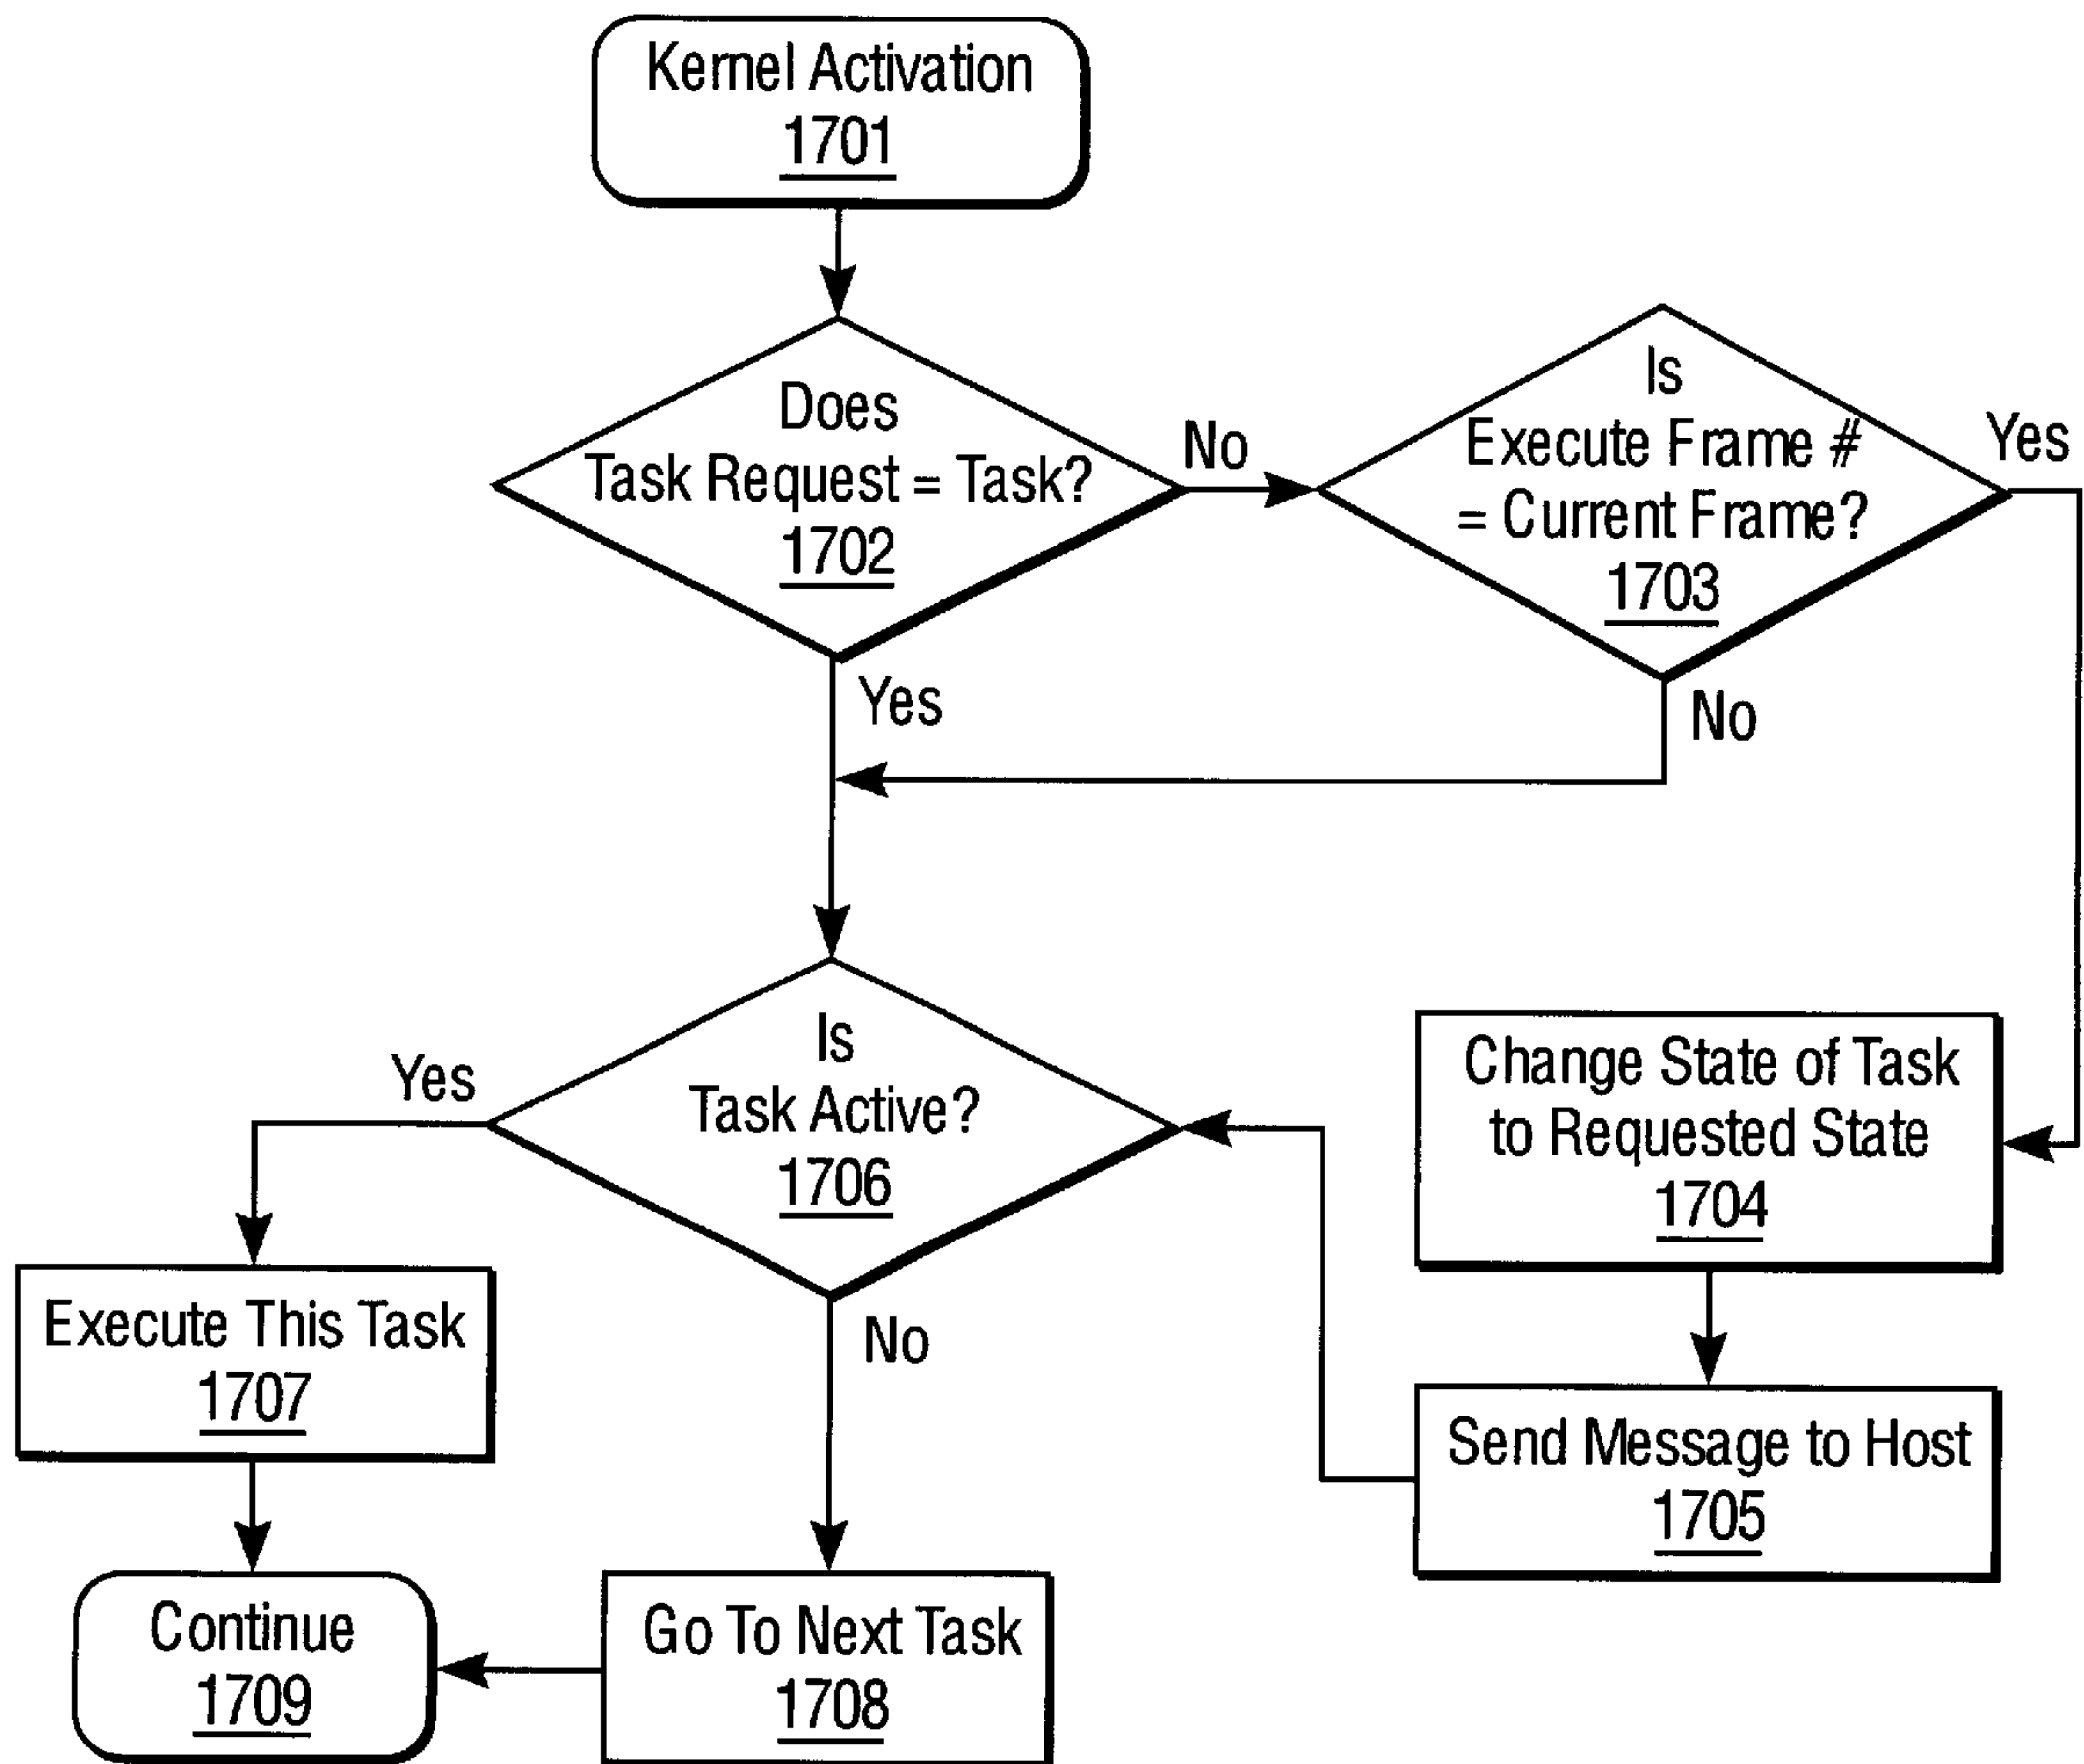 Kernel Activation
1701
Does
Task Request = Task?
1702
No
Is
Execute Frame #
= Current Frame?
1703
Yes
Yes
No
Is
Task Active?
1706
Yes
No
Change State of Task
to Requested State
1704
Execute This Task
1707
Send Message to Host
1705
Continue
1709
Go To Next Task
1708